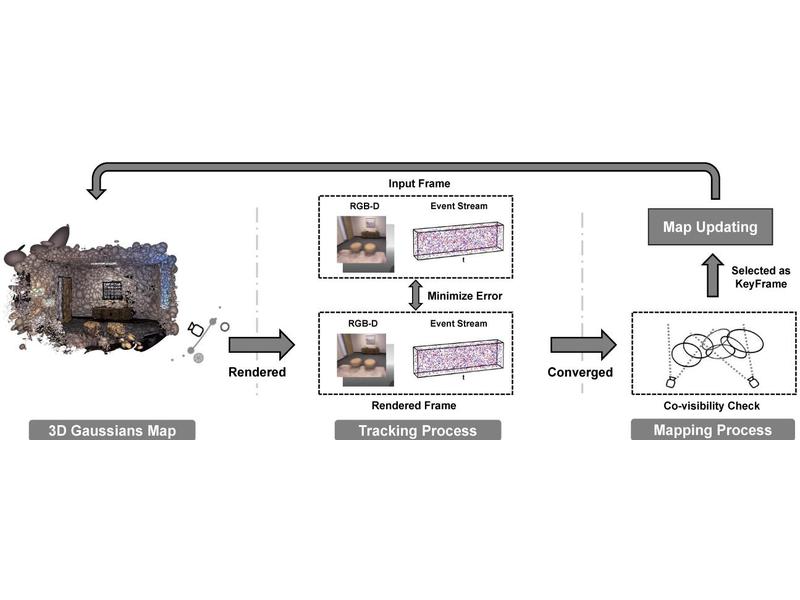 Input Frame
RGB-D
Event Stream
t
Minimize Error
RGB-D
Event Stream
t
Rendered Frame
Rendered
Converged
Map Updating
Selected as
KeyFrame
Co-visibility Check
3D Gaussians Map
Tracking Process
Mapping Process